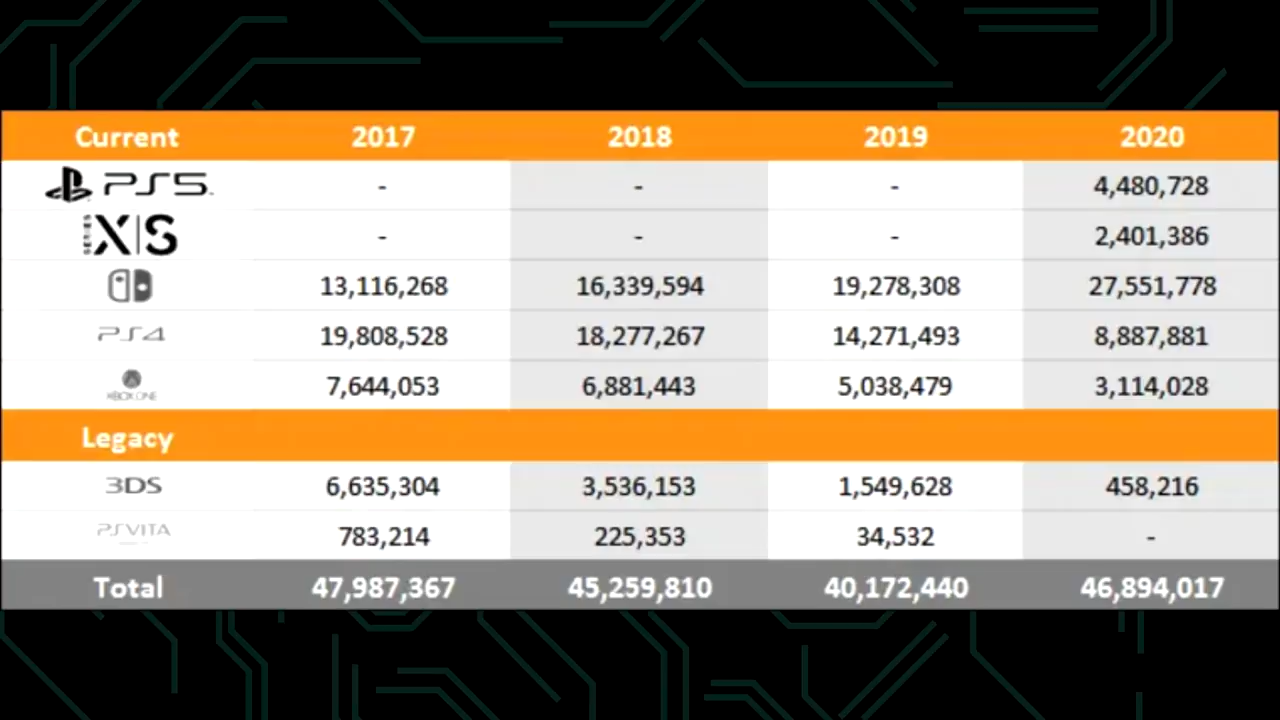 Current 2017 2018 2019 2020
PS5 - - - 4,480,728
SERIES X|S - - - 2,401,386
13,116,268 16,339,594 19,278,308 27,551,778
PS4 19,808,528 18,277,267 14,271,493 8,887,881
XBOX ONE 7,644,053 6,881,443 5,038,479 3,114,028
Legacy
3DS 6,635,304 3,536,153 1,549,628 458,216
PSVITA 783,214 225,353 34,532 -
Total 47,987,367 45,259,810 40,172,440 46,894,017